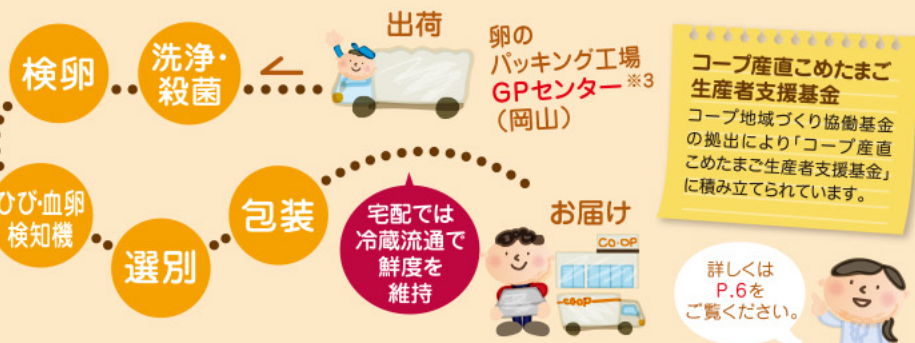 出荷
卵の
パッキング工場
GPセンター※3
(岡山)
洗浄・
殺菌
検卵
ひび・血卵
検知機
選別
包装
宅配では
冷蔵流通で
鮮度を
維持
お届け
CO・OP
coop
コープ産直こめたまご
生産者支援基金
コープ地域づくり協働基金
の拠出により「コープ産直
こめたまご生産者支援基金」
に積み立てられています。
詳しくは
P.6を
ご覧ください。